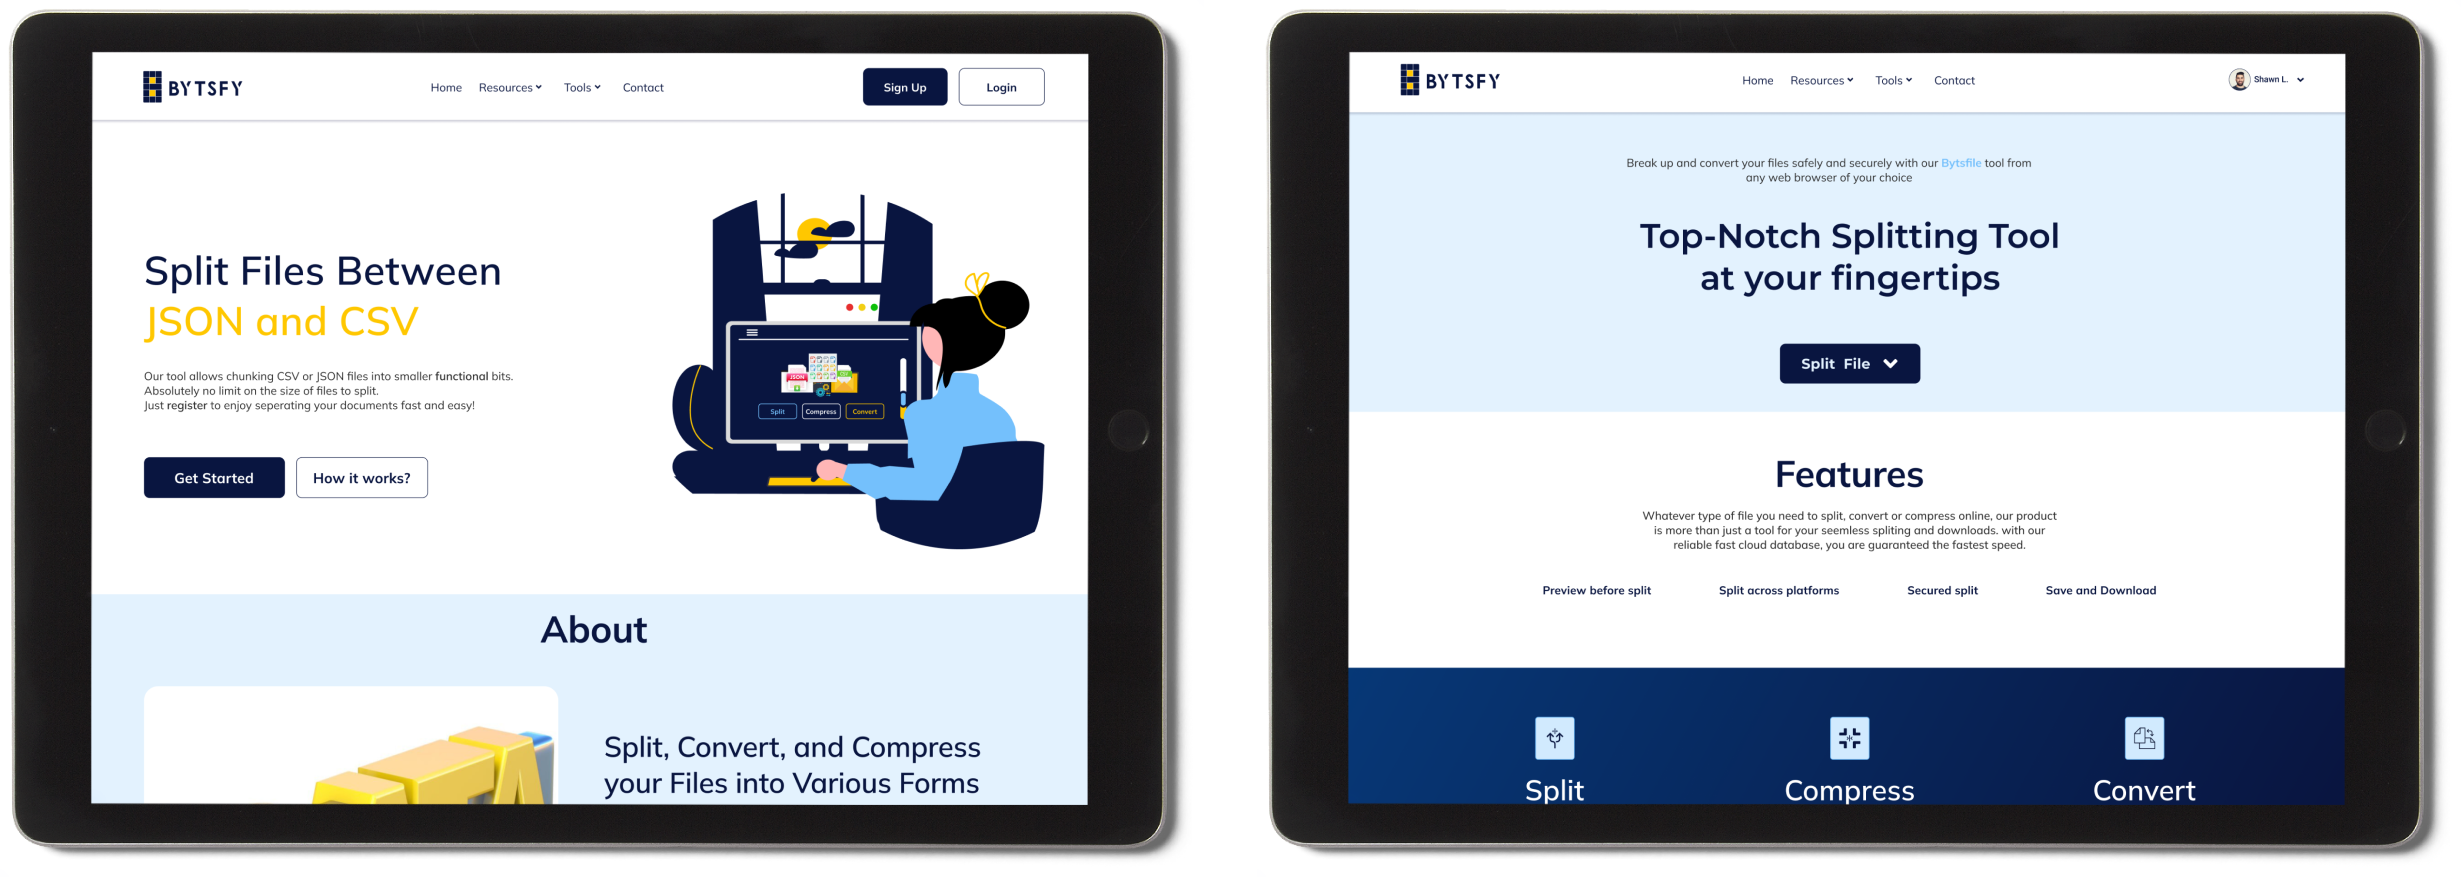 BYTSFY
Home Resources Tools Contact
Sign Up Login
Split Files Between
JSON and CSV
Our tool allows chunking CSV or JSON files into smaller functional bits.
Absolutely no limit on the size of files to split.
Just register to enjoy seperating your documents fast and easy!
Get Started How it works?
JSON
Split Compress Convert
About
Split, Convert, and Compress
your Files into Various Forms
BYTSFY
Home Resources Tools Contact
Shawn L.
Break up and convert your files safely and securely with our Bytsfile tool from
any web browser of your choice
Top-Notch Splitting Tool
at your fingertips
Split File
Features
Whatever type of file you need to split, convert or compress online, our product
is more than just a tool for your seemless spliting and downloads. with our
reliable fast cloud database, you are guaranteed the fastest speed.
Preview before split Split across platforms Secured split Save and Download
Split Compress Convert